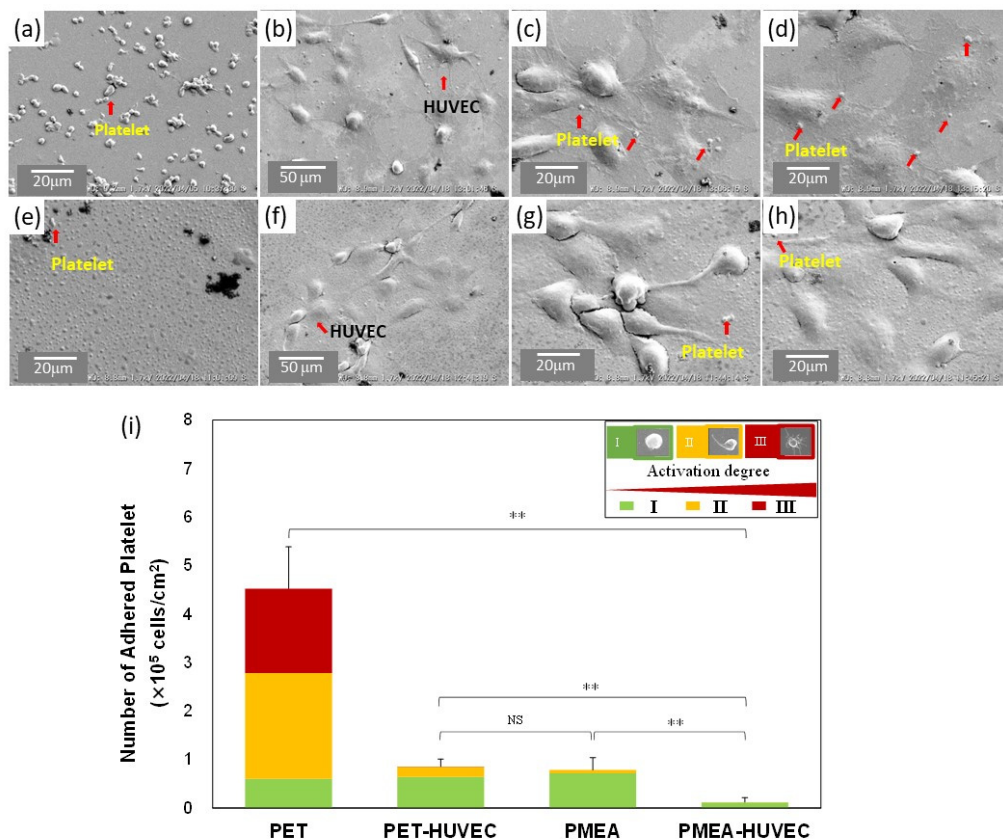 (a)
Platelet
20μm
(b)
HUVEC
50 μm
(c)
Platelet
20μm
(d)
Platelet
20μm
(e)
Platelet
20μm
(f)
HUVEC
50 μm
(g)
Platelet
20μm
(h)
Platelet
20μm
(i)
Number of Adhered Platelet
(×10⁵ cells/cm²)
8
7
6
5
4
3
2
1
0
I II III
Activation degree
I II III
**
**
NS
**
PET PET-HUVEC PMEA PMEA-HUVEC